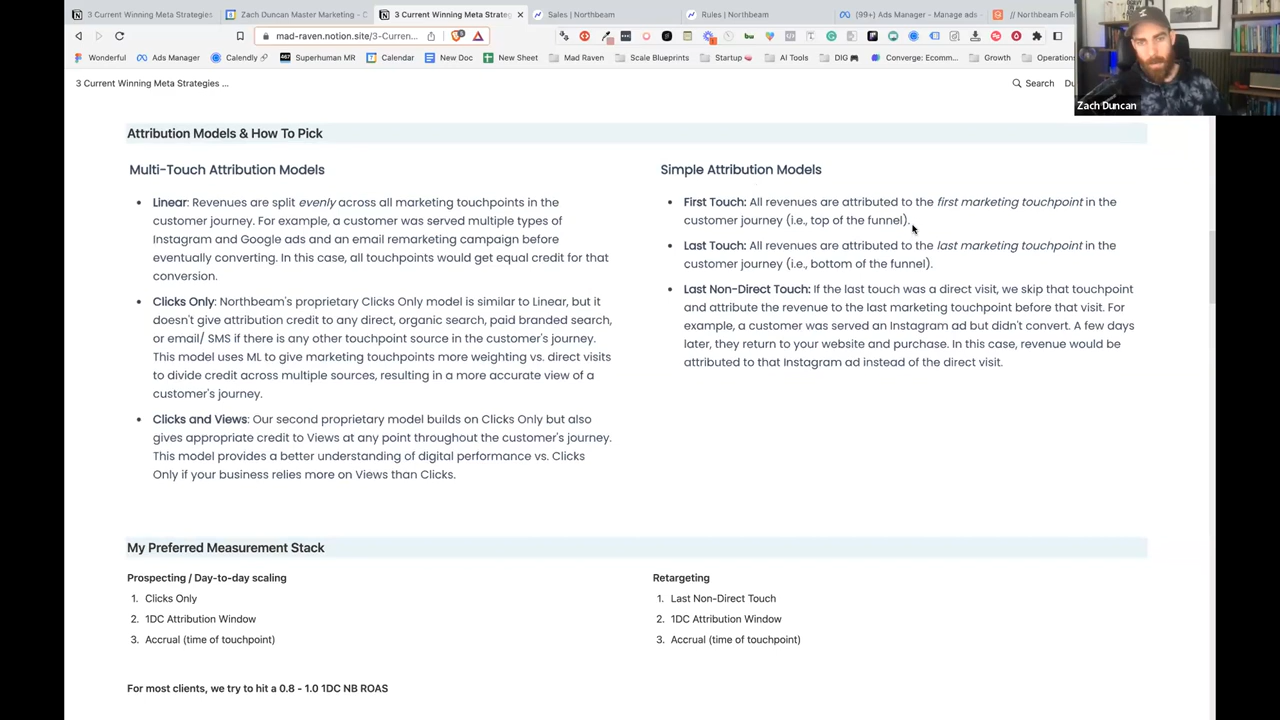 3 Current Winning Meta Strategies
Zach Duncan Master Marketing - C
3 Current Winning Meta Strateg
Sales | Northbeam
Rules | Northbeam
(99+) Ads Manager - Manage ads -
// Northbeam Follo
mad-raven.notion.site/3-Curren...
Wonderful
Ads Manager
Calendly
Superhuman MR
Calendar
New Doc
New Sheet
Mad Raven
Scale Blueprints
Startup
AI Tools
DIG
Converge: Ecomm...
Growth
Operations
3 Current Winning Meta Strategies ...
Search
Du
Zach Duncan
Attribution Models & How To Pick
Multi-Touch Attribution Models
Linear: Revenues are split evenly across all marketing touchpoints in the
customer journey. For example, a customer was served multiple types of
Instagram and Google ads and an email remarketing campaign before
eventually converting. In this case, all touchpoints would get equal credit for that
conversion.
Clicks Only: Northbeam's proprietary Clicks Only model is similar to Linear, but it
doesn't give attribution credit to any direct, organic search, paid branded search,
or email/ SMS if there is any other touchpoint source in the customer's journey.
This model uses ML to give marketing touchpoints more weighting vs. direct visits
to divide credit across multiple sources, resulting in a more accurate view of a
customer's journey.
Clicks and Views: Our second proprietary model builds on Clicks Only but also
gives appropriate credit to Views at any point throughout the customer's journey.
This model provides a better understanding of digital performance vs. Clicks
Only if your business relies more on Views than Clicks.
Simple Attribution Models
First Touch: All revenues are attributed to the first marketing touchpoint in the
customer journey (i.e., top of the funnel).
Last Touch: All revenues are attributed to the last marketing touchpoint in the
customer journey (i.e., bottom of the funnel).
Last Non-Direct Touch: If the last touch was a direct visit, we skip that touchpoint
and attribute the revenue to the last marketing touchpoint before that visit. For
example, a customer was served an Instagram ad but didn't convert. A few days
later, they return to your website and purchase. In this case, revenue would be
attributed to that Instagram ad instead of the direct visit.
My Preferred Measurement Stack
Prospecting / Day-to-day scaling
1. Clicks Only
2. 1DC Attribution Window
3. Accrual (time of touchpoint)
Retargeting
1. Last Non-Direct Touch
2. 1DC Attribution Window
3. Accrual (time of touchpoint)
For most clients, we try to hit a 0.8 - 1.0 1DC NB ROAS